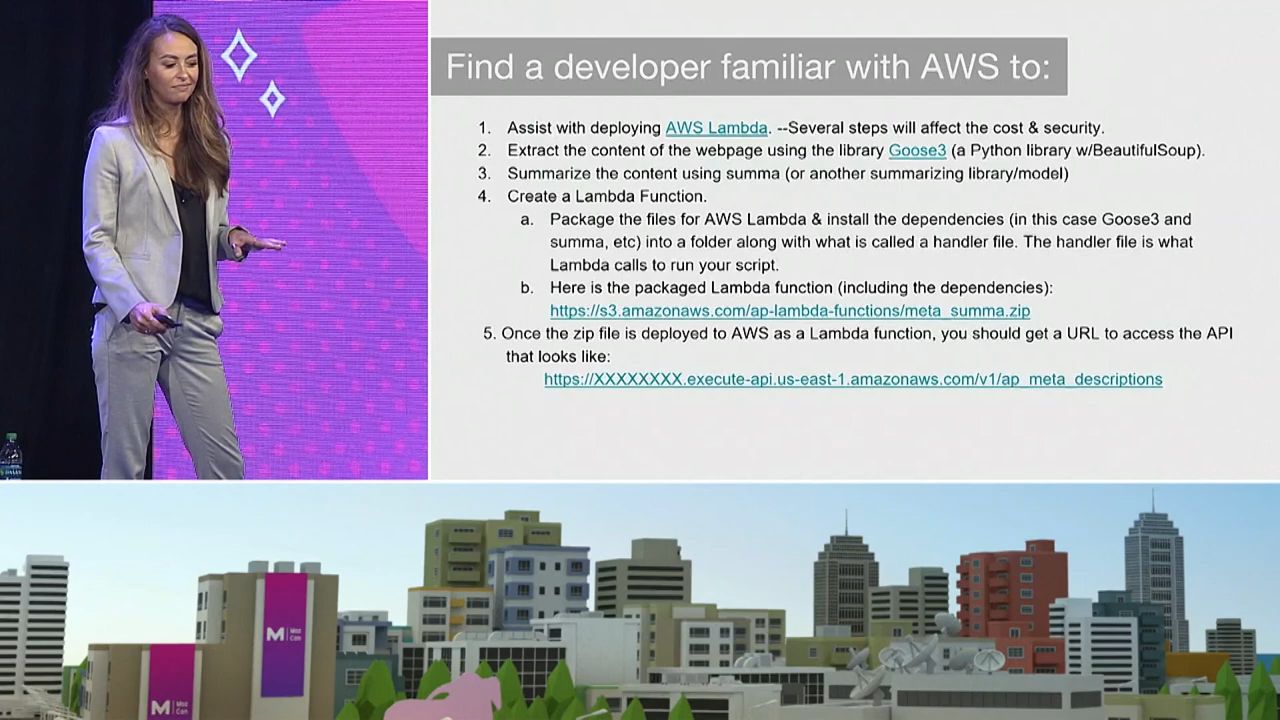 Find a developer familiar with AWS to:
1. Assist with deploying AWS Lambda. --Several steps will affect the cost & security.
2. Extract the content of the webpage using the library Goose3 (a Python library w/BeautifulSoup).
3. Summarize the content using summa (or another summarizing library/model)
4. Create a Lambda Function.
a. Package the files for AWS Lambda & install the dependencies (in this case Goose3 and
summa, etc) into a folder along with what is called a handler file. The handler file is what
Lambda calls to run your script.
b. Here is the packaged Lambda function (including the dependencies):
https://s3.amazonaws.com/ap-lambda-functions/meta_summa.zip
5. Once the zip file is deployed to AWS as a Lambda function, you should get a URL to access the API
that looks like:
https://XXXXXXXX.execute-api.us-east-1.amazonaws.com/v1/ap_meta_descriptions
M | Moz
Con
M | Moz
Con